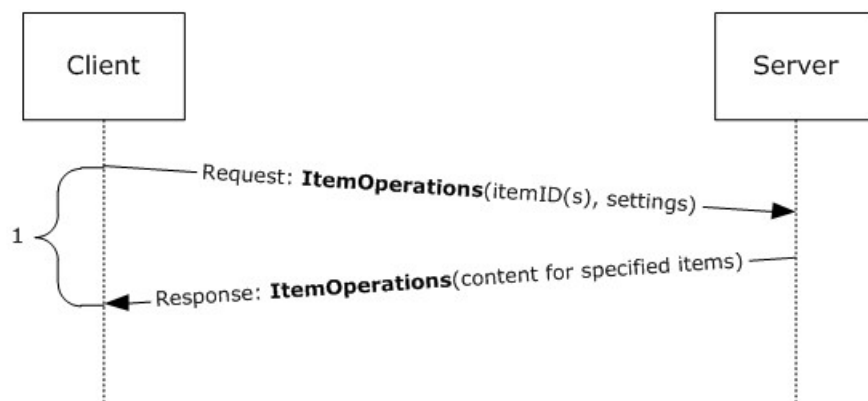 Client
Server
Request: ItemOperations(itemID(s), settings)
1
Response: ItemOperations(content for specified items)